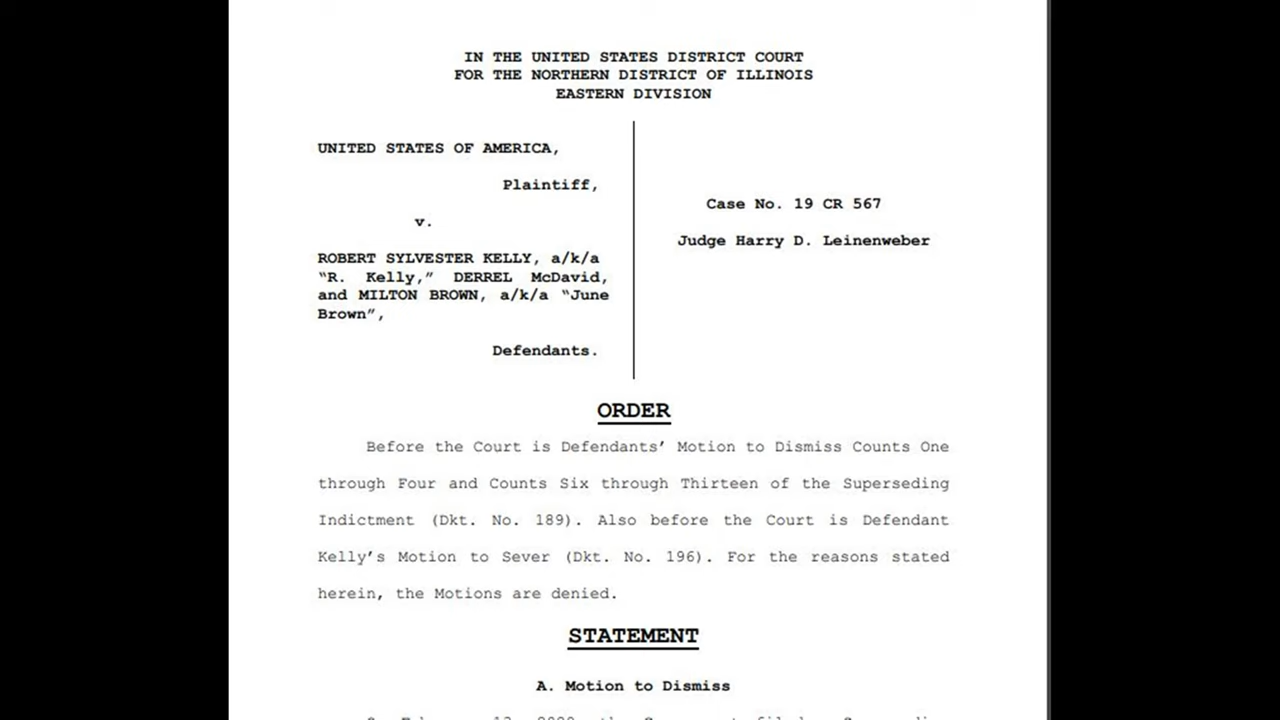 IN THE UNITED STATES DISTRICT COURT
FOR THE NORTHERN DISTRICT OF ILLINOIS
EASTERN DIVISION
UNITED STATES OF AMERICA,
Plaintiff,
v.
ROBERT SYLVESTER KELLY, a/k/a
“R. Kelly,” DERREL McDAVID,
and MILTON BROWN, a/k/a “June
Brown”,
Defendants.
Case No. 19 CR 567
Judge Harry D. Leinenweber
ORDER
Before the Court is Defendants’ Motion to Dismiss Counts One
through Four and Counts Six through Thirteen of the Superseding
Indictment (Dkt. No. 189). Also before the Court is Defendant
Kelly’s Motion to Sever (Dkt. No. 196). For the reasons stated
herein, the Motions are denied.
STATEMENT
A. Motion to Dismiss